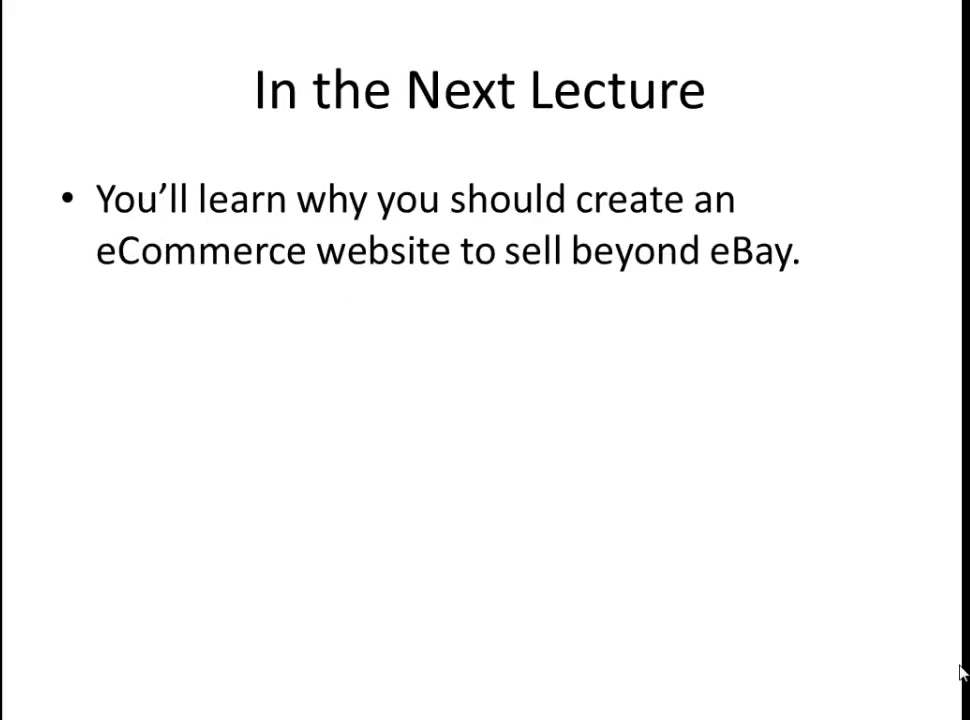 In the Next Lecture
• You’ll learn why you should create an
eCommerce website to sell beyond eBay.